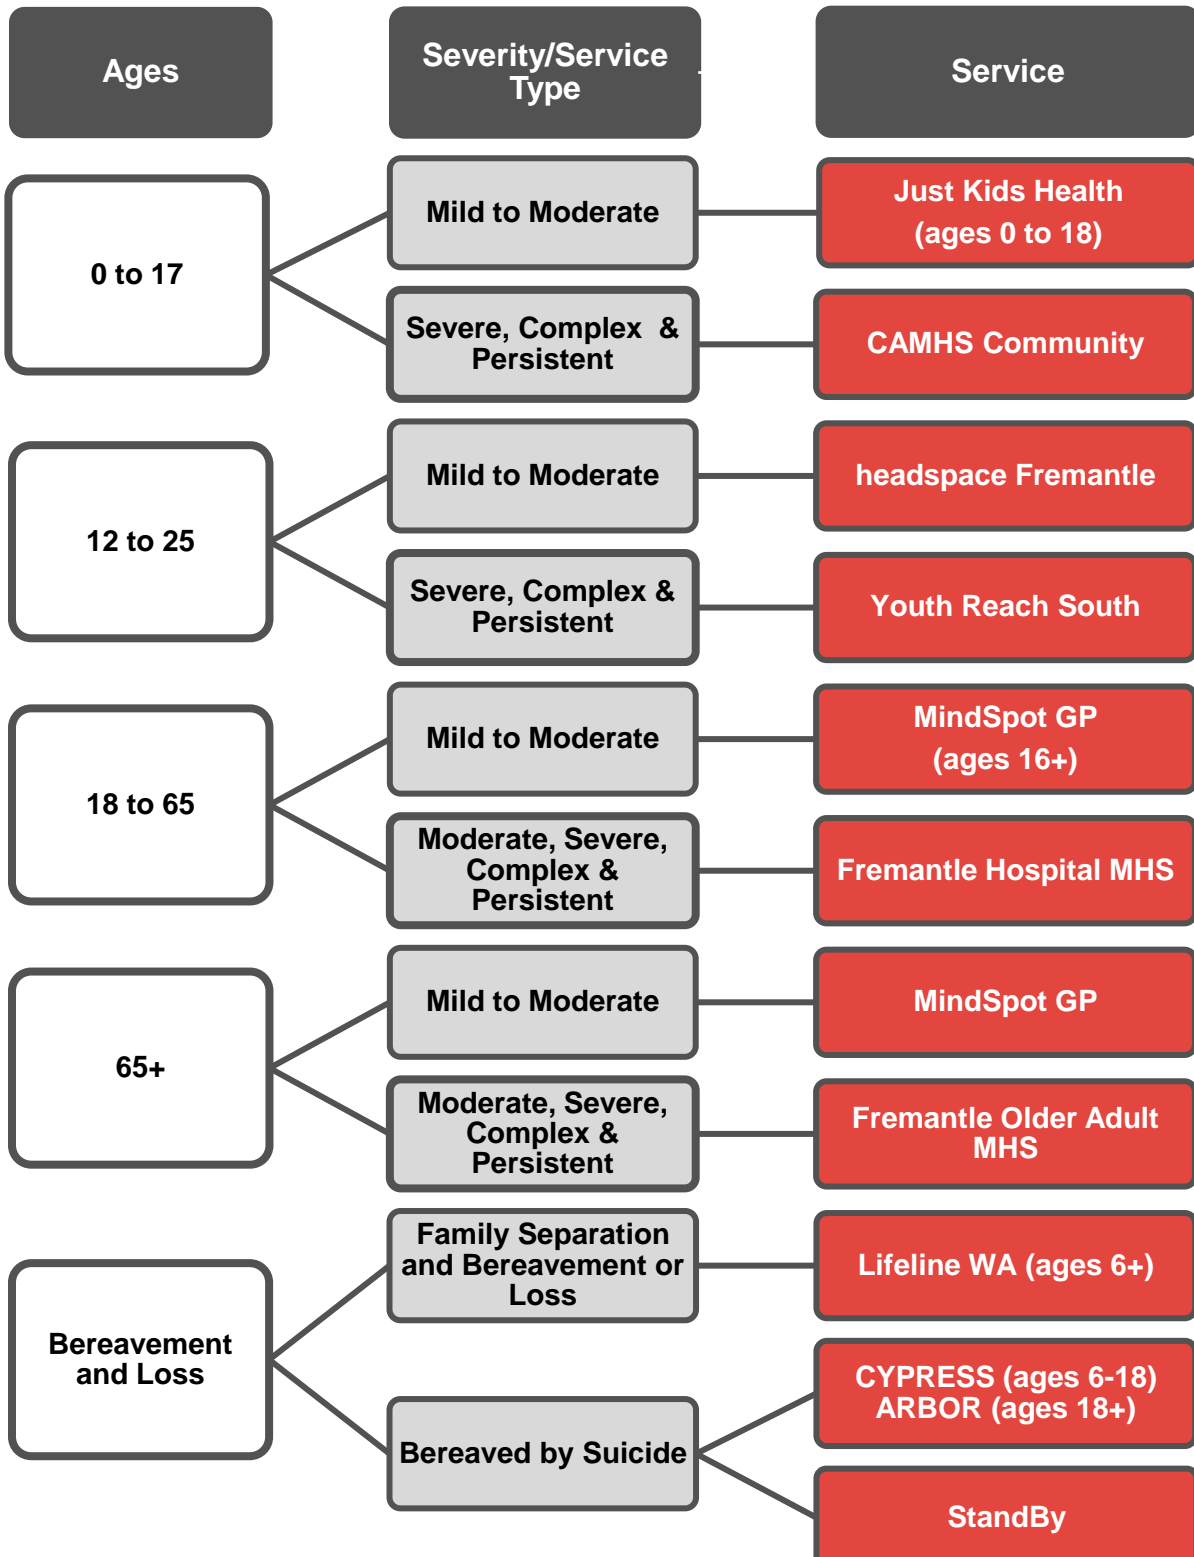 Ages
Severity/Service
Type
Service
0 to 17
Mild to Moderate
Just Kids Health
(ages 0 to 18)
Severe, Complex &
Persistent
CAMHS Community
12 to 25
Mild to Moderate
headspace Fremantle
Severe, Complex &
Persistent
Youth Reach South
18 to 65
Mild to Moderate
MindSpot GP
(ages 16+)
Moderate, Severe,
Complex &
Persistent
Fremantle Hospital MHS
65+
Mild to Moderate
MindSpot GP
Moderate, Severe,
Complex &
Persistent
Fremantle Older Adult
MHS
Bereavement
and Loss
Family Separation
and Bereavement or
Loss
Lifeline WA (ages 6+)
Bereaved by Suicide
CYPRESS (ages 6-18)
ARBOR (ages 18+)
StandBy